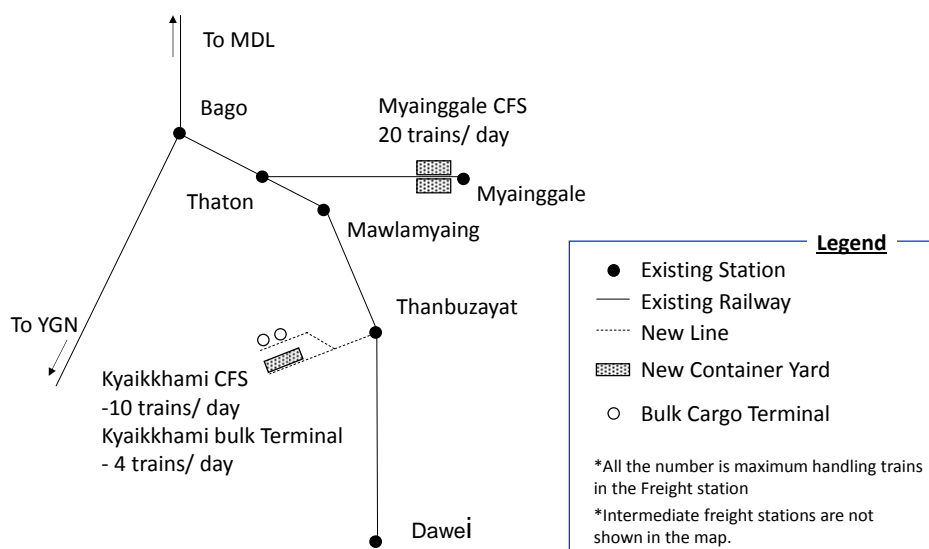 To MDL
Bago
Myainggale CFS
20 trains/ day
Thaton
Myainggale
Mawlamyaing
Thanbuzayat
To YGN
Kyaikkhami CFS
-10 trains/ day
Kyaikkhami bulk Terminal
- 4 trains/ day
Dawei
Legend
Existing Station
Existing Railway
New Line
New Container Yard
Bulk Cargo Terminal
*All the number is maximum handling trains
in the Freight station
*Intermediate freight stations are not
shown in the map.